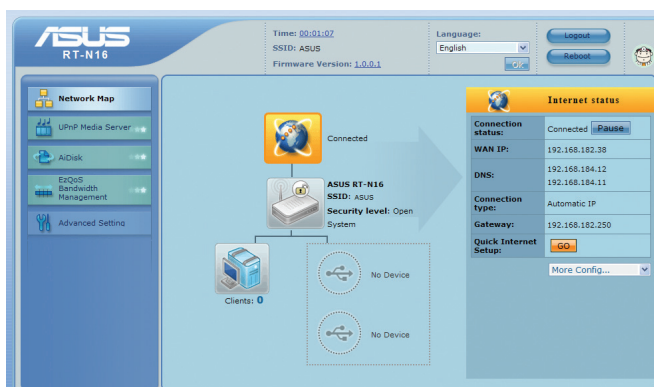 ASUS
RT-N16
Time: 00:01:07
SSID: ASUS
Firmware Version: 1.0.0.1
Language:
English
OK
Logout
Reboot
Network Map
UPnP Media Server
AiDisk
EzQoS
Bandwidth
Management
Advanced Setting
Connected
ASUS RT-N16
SSID: ASUS
Security level: Open
System
Clients: 0
No Device
No Device
Internet status
Connection
status:
Connected Pause
WAN IP: 192.168.182.38
DNS: 192.168.184.12
192.168.184.11
Connection
type:
Automatic IP
Gateway: 192.168.182.250
Quick Internet
Setup:
GO
More Config...